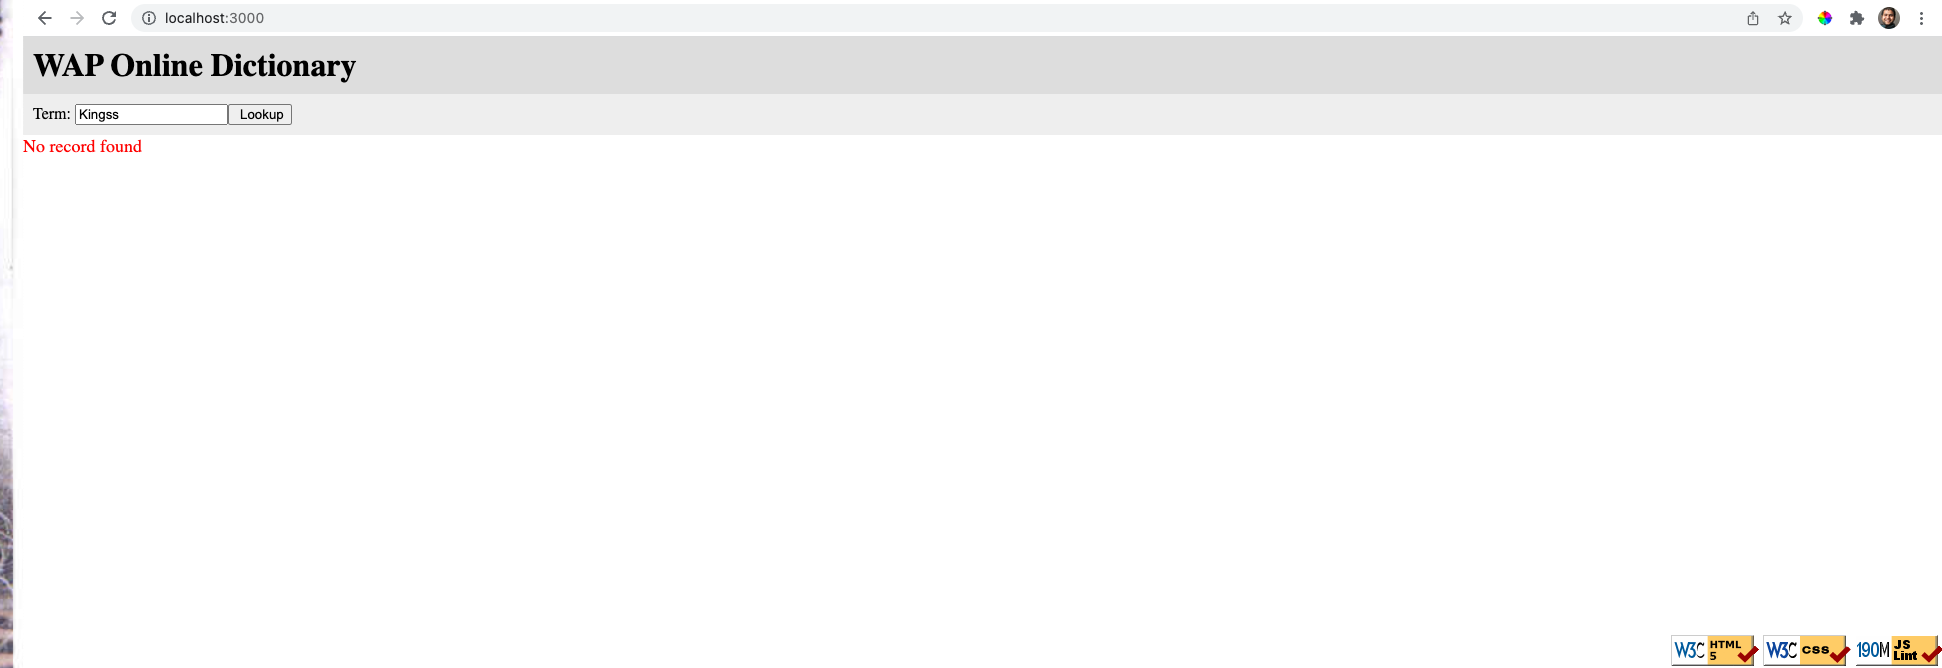 localhost:3000
WAP Online Dictionary
Term: Kingss Lookup
No record found
W3C HTML 5 W3C CSS 190M JS Lint